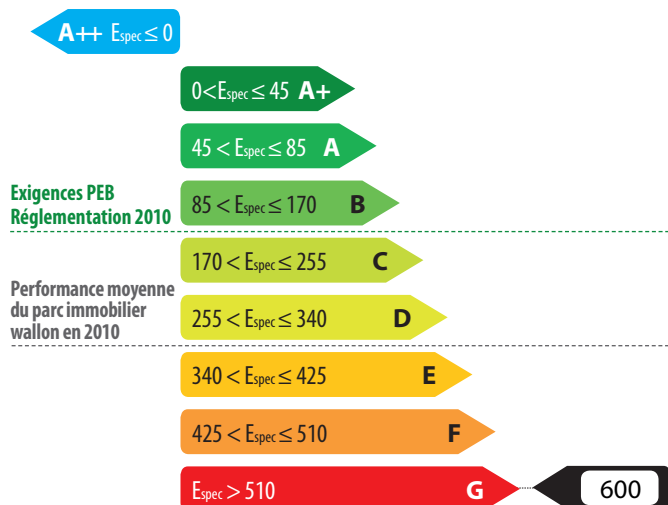 A++ Espec ≤ 0
0<Espec ≤ 45 A+
45 < Espec ≤ 85 A
Exigences PEB
Réglementation 2010
85 < Espec ≤ 170 B
170 < Espec ≤ 255 C
Performance moyenne
du parc immobilier
wallon en 2010
255 < Espec ≤ 340 D
340 < Espec ≤ 425 E
425 < Espec ≤ 510 F
Espec > 510 G
600